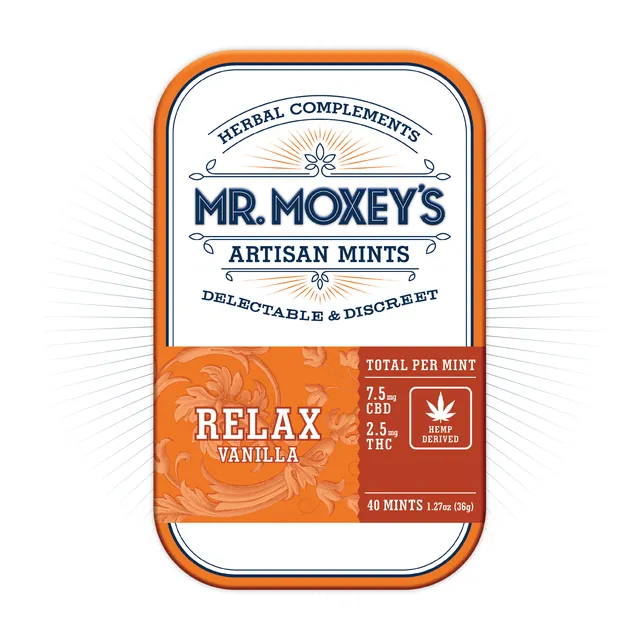 HERBAL COMPLEMENTS
MR. MOXEY'S
ARTISAN MINTS
DELECTABLE & DISCREET
RELAX
VANILLA
TOTAL PER MINT
7.5mg
CBD
2.5mg
THC
HEMP
DERIVED
40 MINTS 1.27oz (36g)